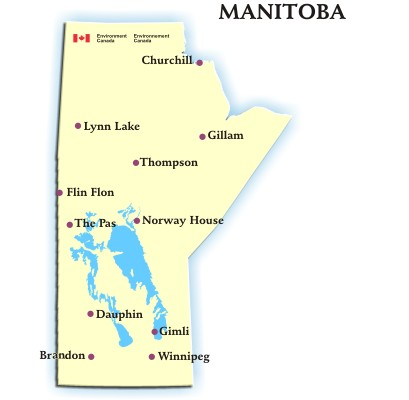 MANITOBA
Environment Environnement
Canada Canada
Churchill
Lynn Lake
Gillam
Thompson
Flin Flon
The Pas
Norway House
Dauphin
Gimli
Brandon
Winnipeg